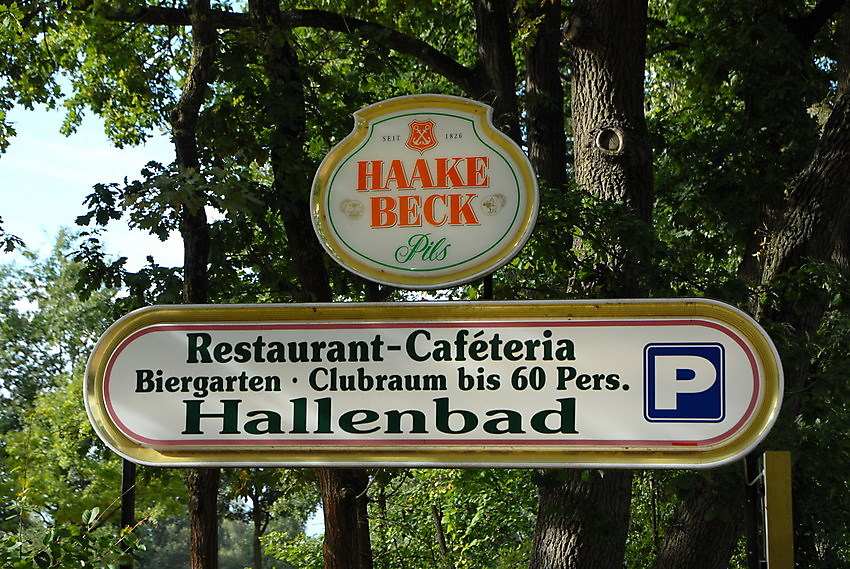 SEIT 1826
HAAKE
BECK
Pils
Restaurant-Caféteria
Biergarten · Clubraum bis 60 Pers.
Hallenbad
P